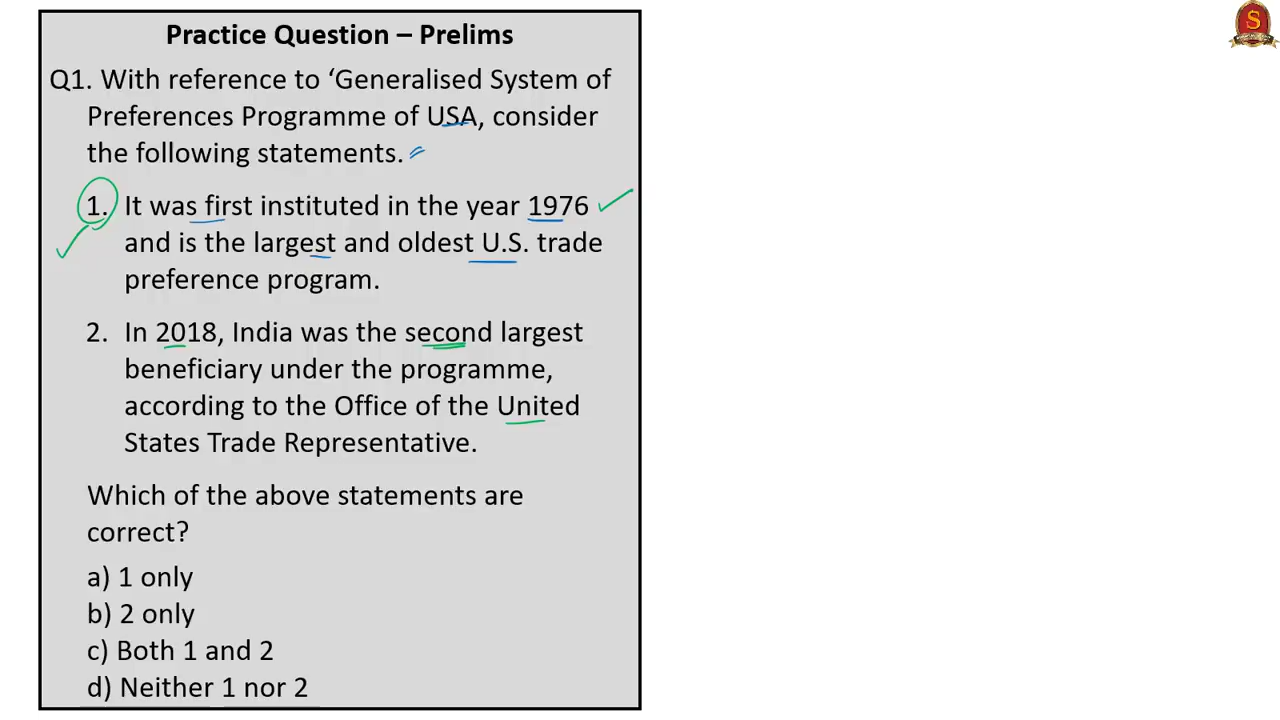 Practice Question – Prelims
Q1. With reference to ‘Generalised System of
Preferences Programme of USA, consider
the following statements.
1. It was first instituted in the year 1976
and is the largest and oldest U.S. trade
preference program.
2. In 2018, India was the second largest
beneficiary under the programme,
according to the Office of the United
States Trade Representative.
Which of the above statements are
correct?
a) 1 only
b) 2 only
c) Both 1 and 2
d) Neither 1 nor 2
S